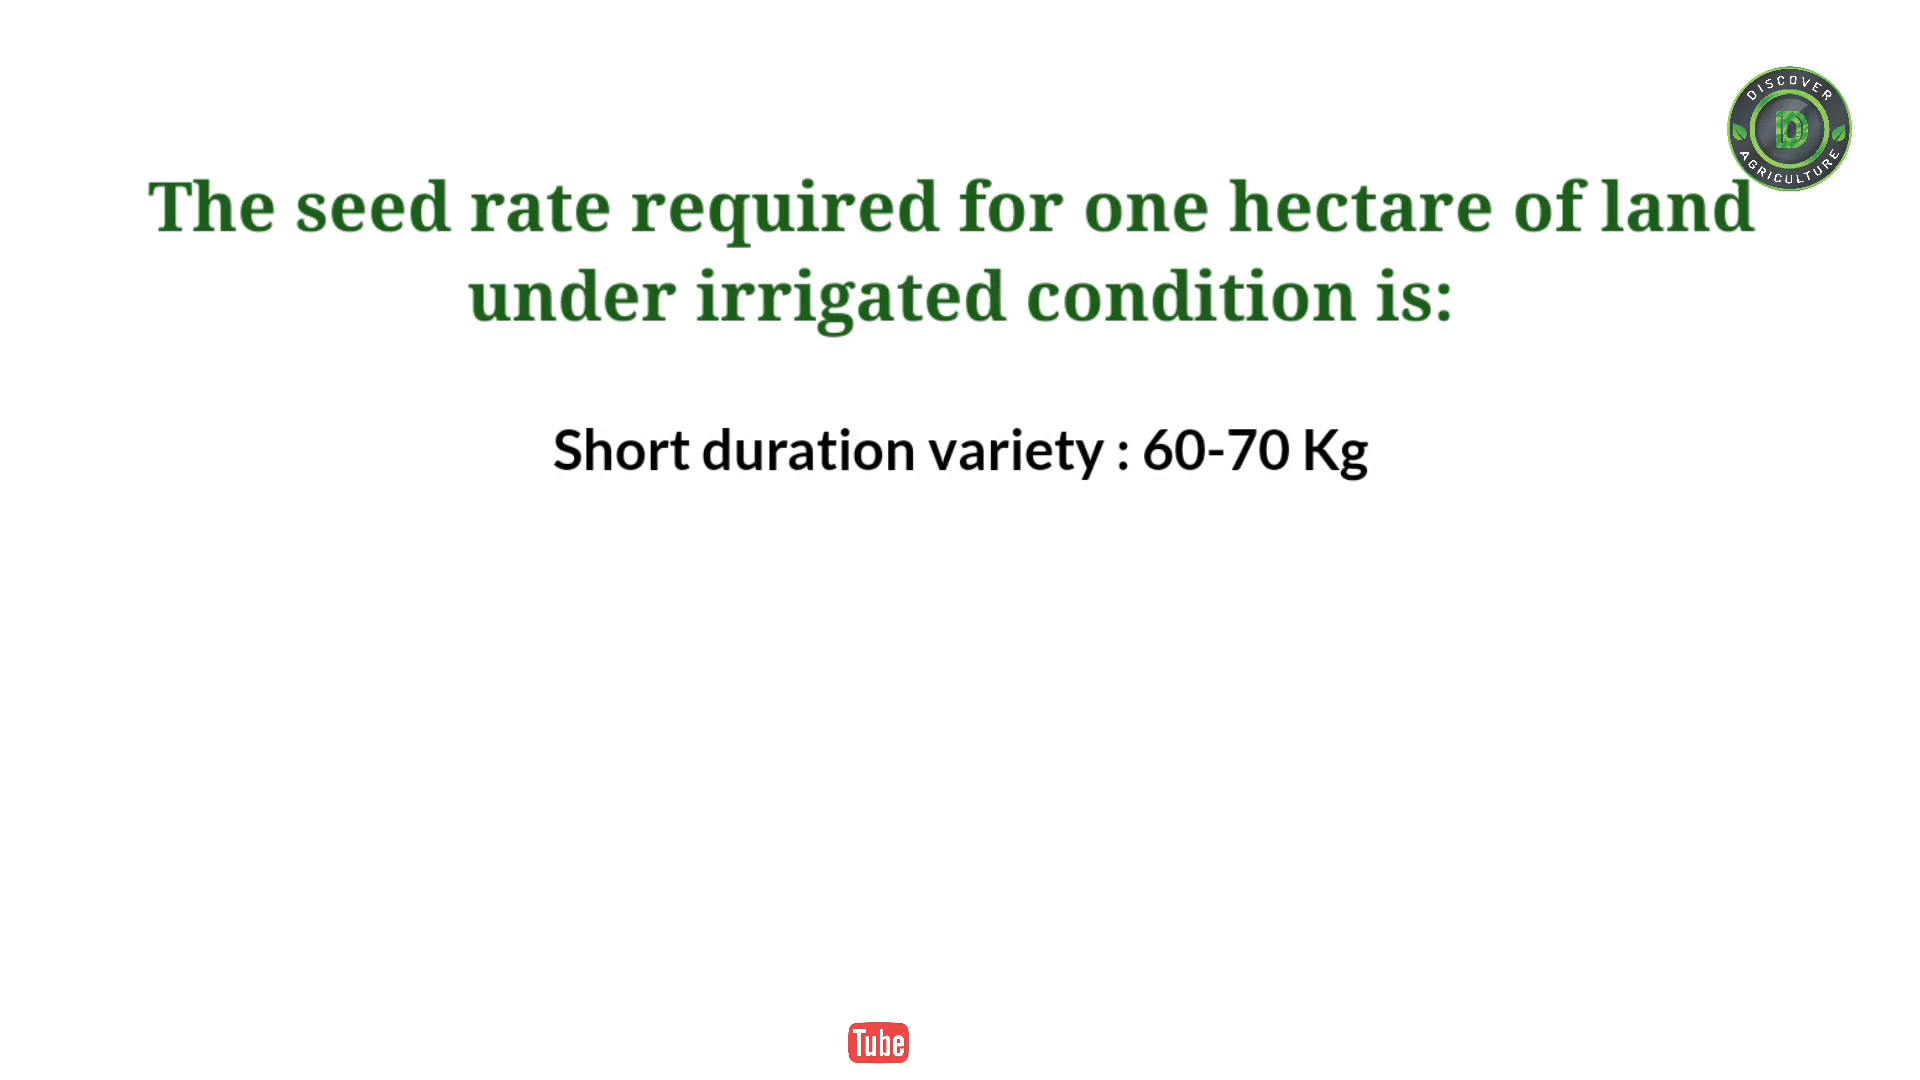 DISCOVER
D
AGRICULTURE
The seed rate required for one hectare of land
under irrigated condition is:
Short duration variety : 60-70 Kg
Tube